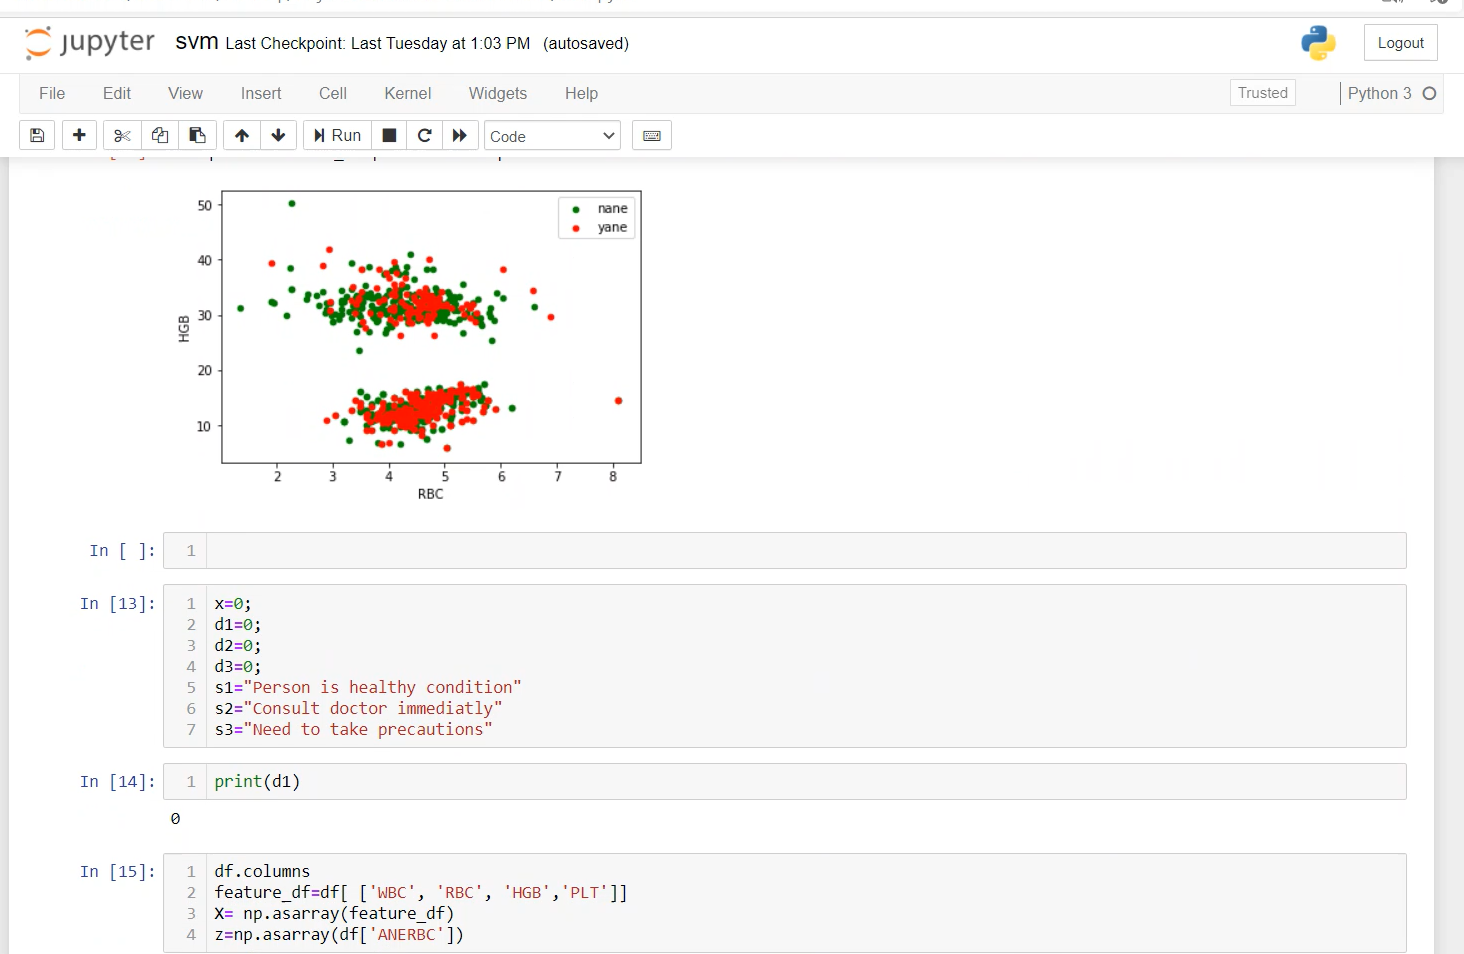 jupyter svm Last Checkpoint: Last Tuesday at 1:03 PM (autosaved) Logout
File Edit View Insert Cell Kernel Widgets Help Trusted Python 3
Run Code
50
40
30
20
10
HGB
nane
yane
2 3 4 5 6 7 8
RBC
In [ ]: 1
In [13]: 1 x=0;
2 d1=0;
3 d2=0;
4 d3=0;
5 s1="Person is healthy condition"
6 s2="Consult doctor immediatly"
7 s3="Need to take precautions"
In [14]: 1 print(d1)
0
In [15]: 1 df.columns
2 feature_df=df[ ['WBC', 'RBC', 'HGB','PLT']]
3 X= np.asarray(feature_df)
4 z=np.asarray(df['ANERBC'])